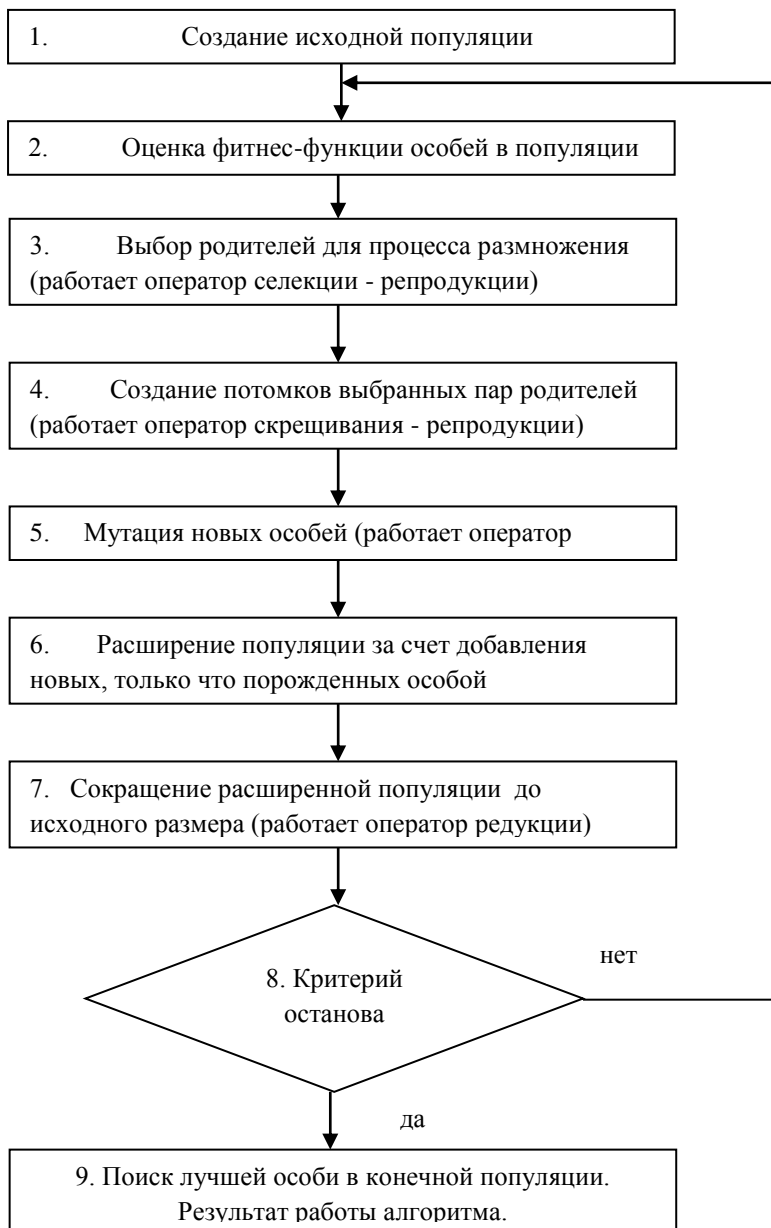 1. Создание исходной популяции
2. Оценка фитнес-функции особей в популяции
3. Выбор родителей для процесса размножения
(работает оператор селекции - репродукции)
4. Создание потомков выбранных пар родителей
(работает оператор скрещивания - репродукции)
5. Мутация новых особей (работает оператор
6. Расширение популяции за счет добавления
новых, только что порожденных особой
7. Сокращение расширенной популяции до
исходного размера (работает оператор редукции)
8. Критерий
останова
нет
да
9. Поиск лучшей особи в конечной популяции.
Результат работы алгоритма.